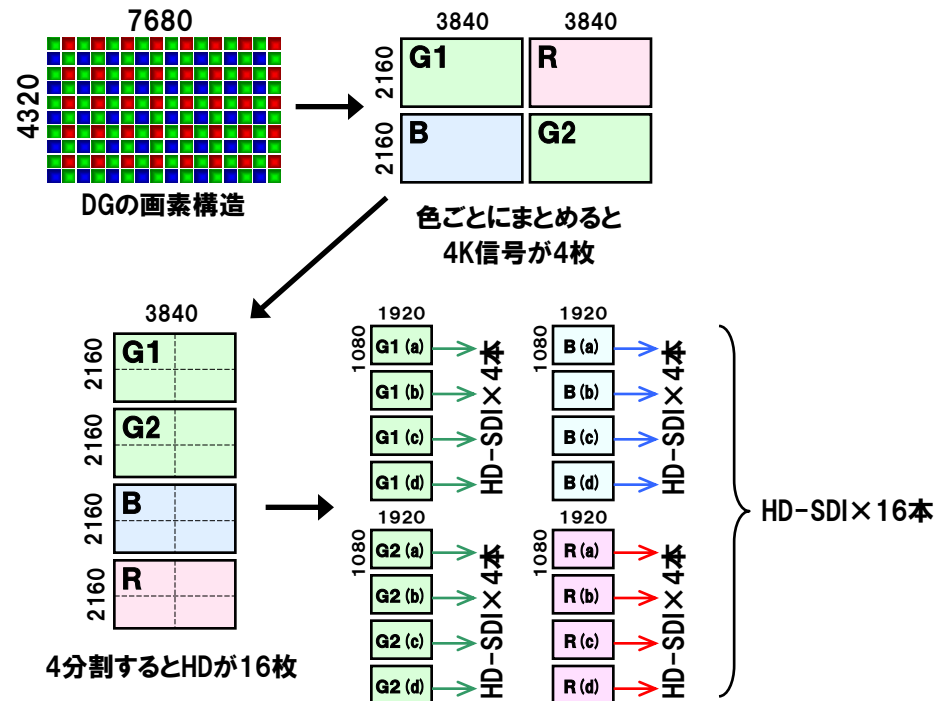 7680
4320
DGの画素構造
3840
3840
2160
2160
G1
R
B
G2
色ごとにまとめると
4K信号が4枚
3840
2160
2160
2160
2160
G1
G2
B
R
4分割するとHDが16枚
1920
1080
G1(a)
G1(b)
G1(c)
G1(d)
HD-SDI×4本
1920
1080
B(a)
B(b)
B(c)
B(d)
HD-SDI×4本
1920
1080
G2(a)
G2(b)
G2(c)
G2(d)
HD-SDI×4本
1920
1080
R(a)
R(b)
R(c)
R(d)
HD-SDI×4本
HD-SDI×16本